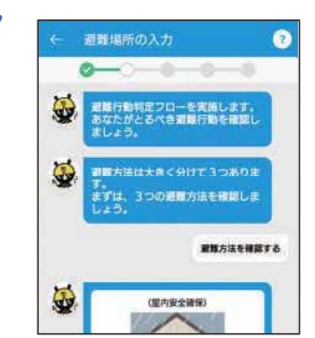 避難場所の入力
?
避難行動判定フローを実施します。
あなたがとるべき避難行動を確認し
ましょう。
避難方法は大きく分けて3つありま
す。
まずは、3つの避難方法を確認しま
しょう。
避難方法を確認する
(屋内安全確保)